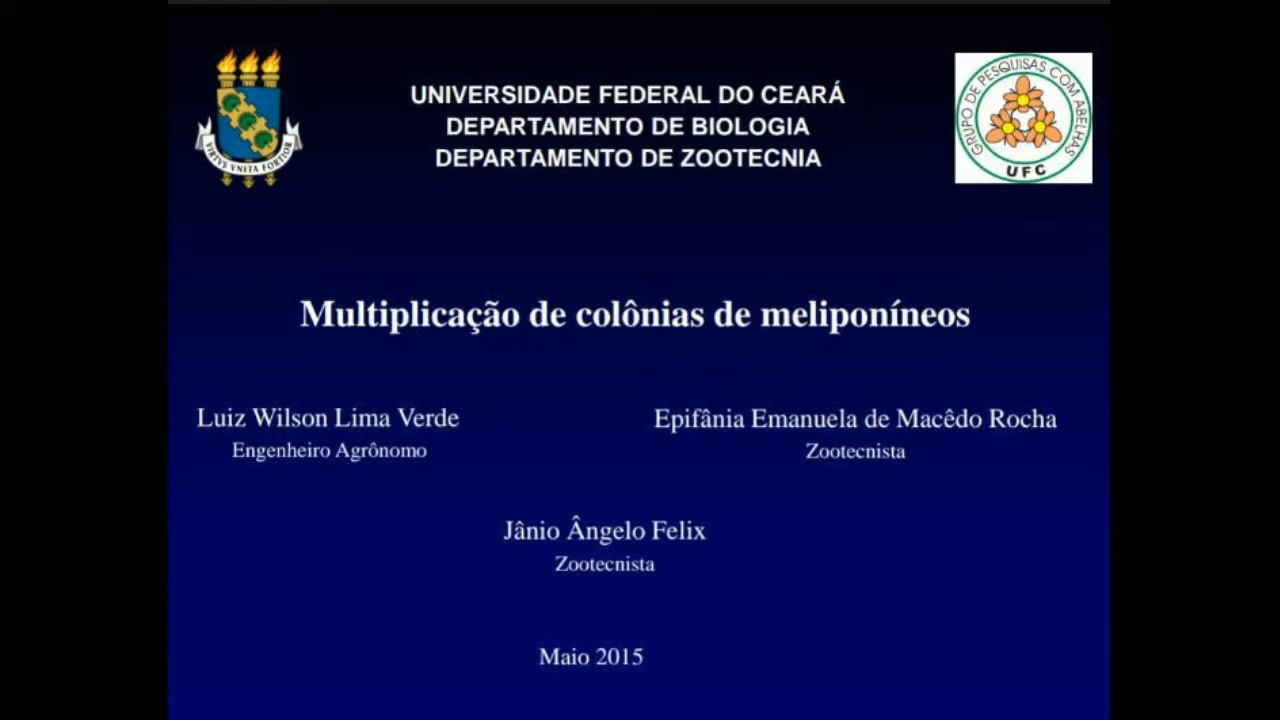 UNIVERSIDADE FEDERAL DO CEARÁ
DEPARTAMENTO DE BIOLOGIA
DEPARTAMENTO DE ZOOTECNIA
VIRTVS VNITA FORTIOR
GRUPO DE PESQUISAS COM ABELHAS
UFC
Multiplicação de colônias de meliponíneos
Luiz Wilson Lima Verde
Engenheiro Agrônomo
Epifânia Emanuela de Macêdo Rocha
Zootecnista
Jânio Ângelo Felix
Zootecnista
Maio 2015